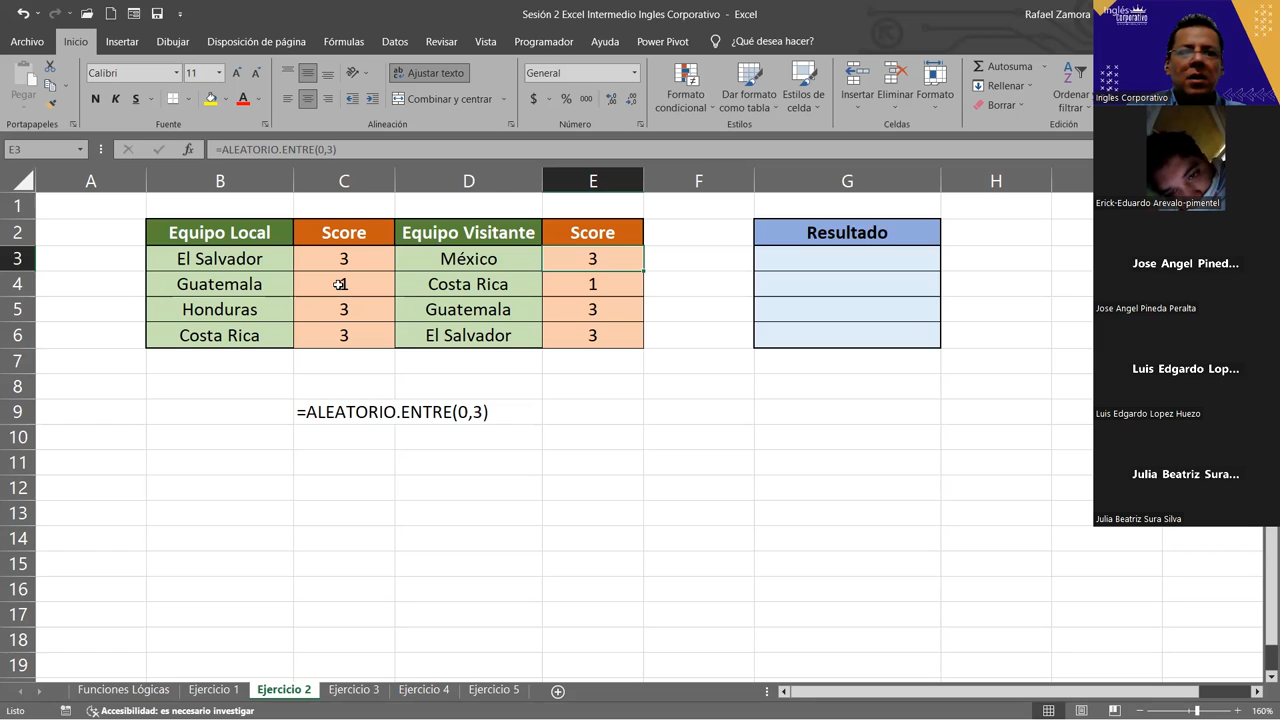 Sesión 2 Excel Intermedio Ingles Corporativo - Excel
Rafael Zamora
Archivo Inicio Insertar Dibujar Disposición de página Fórmulas Datos Revisar Vista Programador Ayuda Power Pivot ¿Qué desea hacer?
Pegar
Calibri 11
N K S
Ajustar texto
Combinar y centrar
General
$ % 000
Formato condicional
Dar formato como tabla
Estilos de celda
Insertar Eliminar Formato
Autosuma
Rellenar
Borrar
Ordenar
filtrar
Portapapeles Fuente Alineación Número Estilos Celdas Edición
E3 fx =ALEATORIO.ENTRE(0,3)
A B C D E F G H
1
2 Equipo Local Score Equipo Visitante Score Resultado
3 El Salvador 3 México 3
4 Guatemala 1 Costa Rica 1
5 Honduras 3 Guatemala 3
6 Costa Rica 3 El Salvador 3
7
8
9 =ALEATORIO.ENTRE(0,3)
10
11
12
13
14
15
16
17
18
19
Funciones Lógicas Ejercicio 1 Ejercicio 2 Ejercicio 3 Ejercicio 4 Ejercicio 5
Listo Accesibilidad: es necesario investigar 160%
Inglés
Corporativo
Ingles Corporativo
Erick-Eduardo Arevalo-pimentel
Jose Angel Pined...
Jose Angel Pineda Peralta
Luis Edgardo Lop...
Luis Edgardo Lopez Huezo
Julia Beatriz Sura...
Julia Beatriz Sura Silva